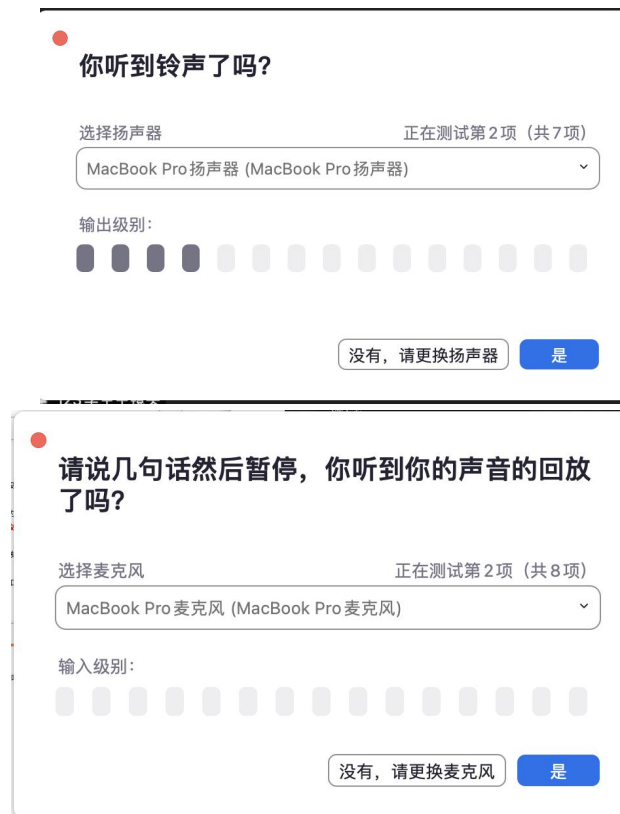 你听到铃声了吗?
选择扬声器 正在测试第2项（共7项）
MacBook Pro扬声器 (MacBook Pro扬声器)
输出级别：
没有，请更换扬声器 是
请说几句话然后暂停，你听到你的声音的回放
了吗?
选择麦克风 正在测试第2项（共8项）
MacBook Pro麦克风 (MacBook Pro麦克风)
输入级别：
没有，请更换麦克风 是